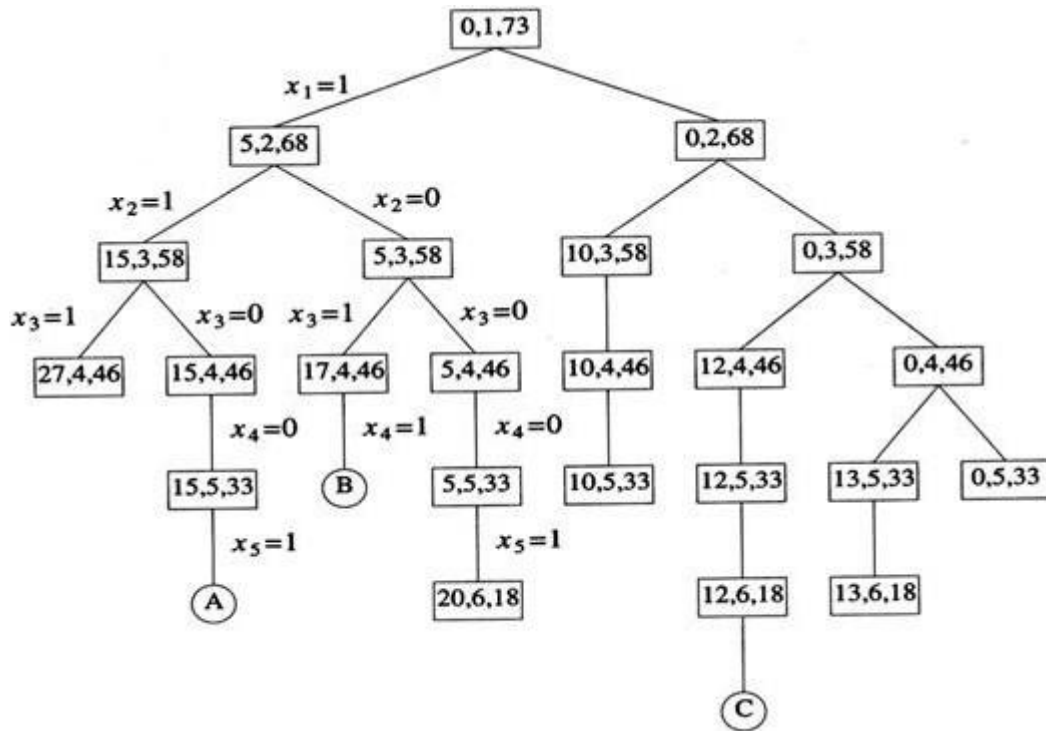 0,1,73
x₁=1
5,2,68
0,2,68
x₂=1
x₂=0
15,3,58
5,3,58
10,3,58
0,3,58
x₃=1
x₃=0
x₃=1
x₃=0
27,4,46
15,4,46
17,4,46
5,4,46
10,4,46
12,4,46
0,4,46
x₄=0
x₄=1
x₄=0
15,5,33
B
5,5,33
10,5,33
12,5,33
13,5,33
0,5,33
x₅=1
x₅=1
A
20,6,18
12,6,18
13,6,18
C